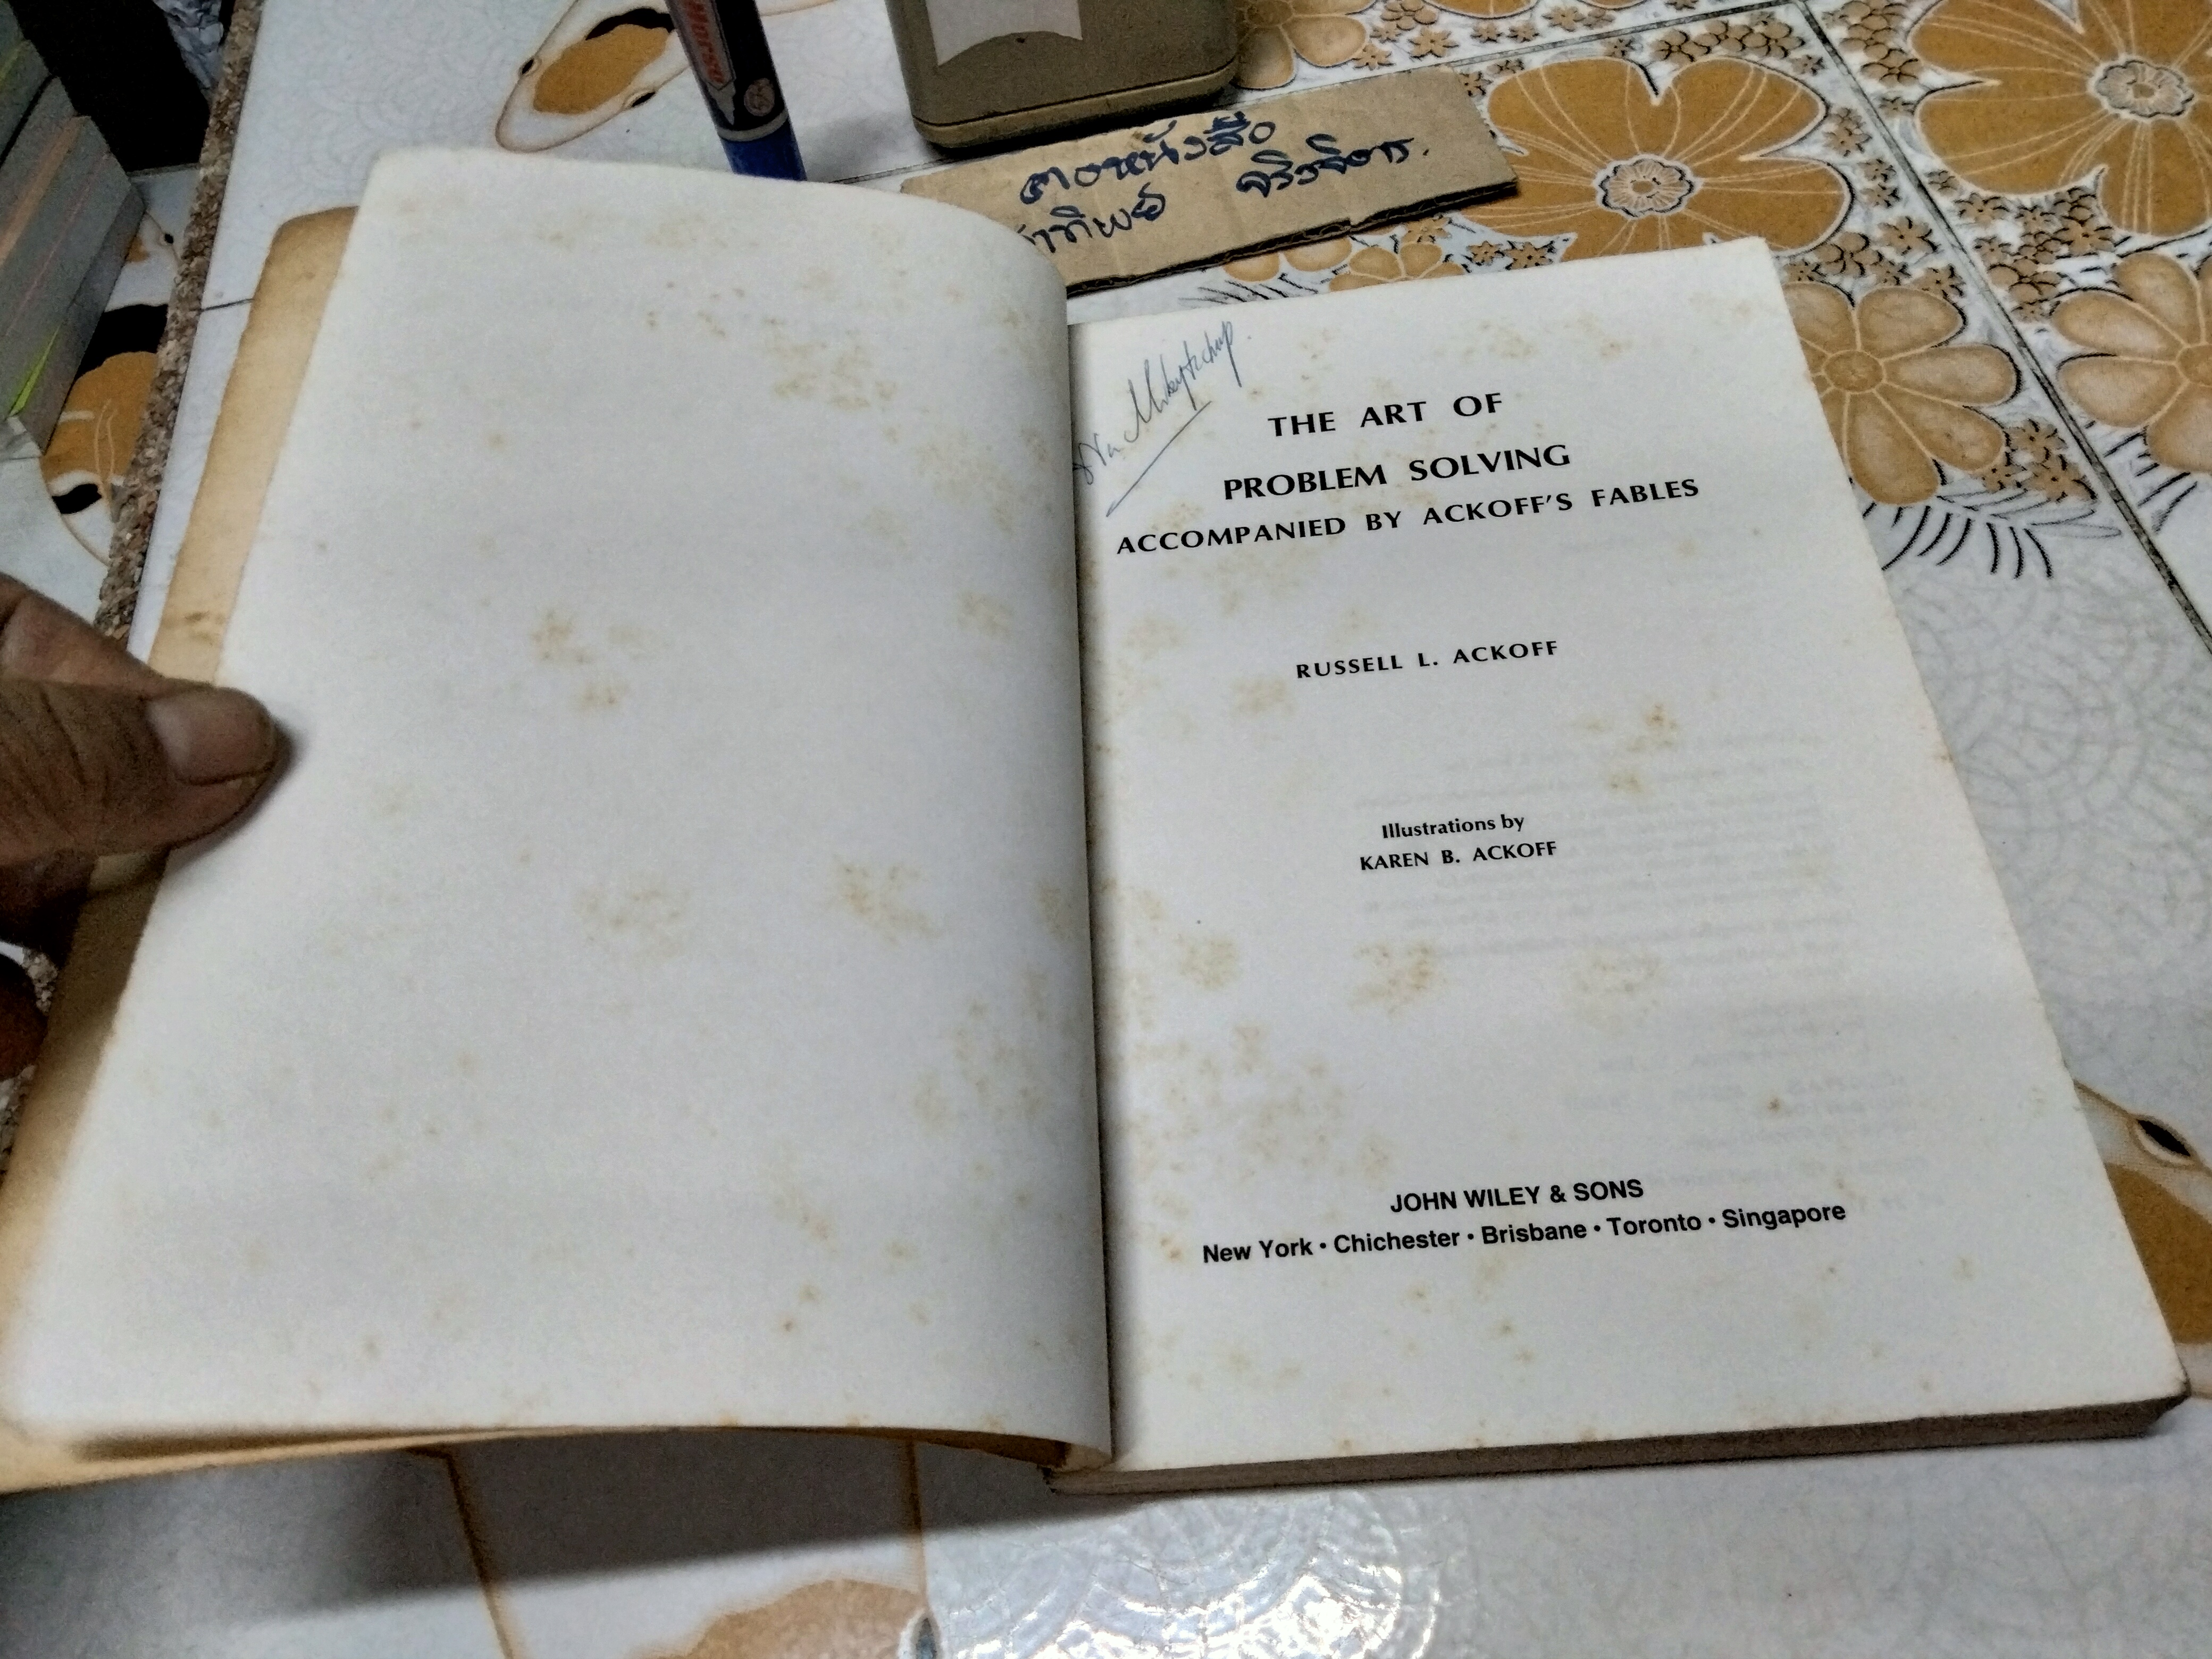 HORSE
THE ART OF
PROBLEM SOLVING
ACCOMPANIED BY ACKOFF'S FABLES
RUSSELL L. ACKOFF
Illustrations by
KAREN B. ACKOFF
JOHN WILEY & SONS
New York • Chichester • Brisbane • Toronto • Singapore